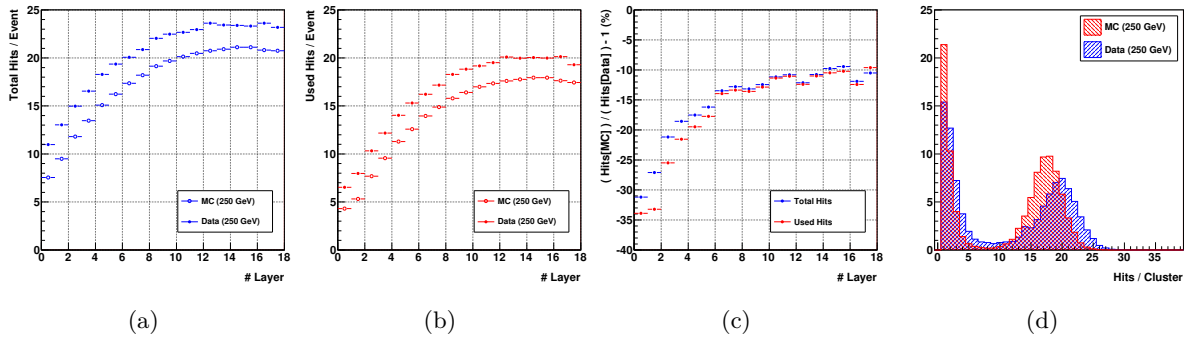 Total Hits / Event
25
20
15
10
5
0
0 2 4 6 8 10 12 14 16 18
# Layer
MC (250 GeV)
Data (250 GeV)
(a)
Used Hits / Event
25
20
15
10
5
0
0 2 4 6 8 10 12 14 16 18
# Layer
MC (250 GeV)
Data (250 GeV)
(b)
( Hits[MC] ) / ( Hits[Data] ) - 1 (%)
0
-5
-10
-15
-20
-25
-30
-35
-40
0 2 4 6 8 10 12 14 16 18
# Layer
Total Hits
Used Hits
(c)
25
20
15
10
5
0
0 5 10 15 20 25 30 35
Hits / Cluster
MC (250 GeV)
Data (250 GeV)
(d)